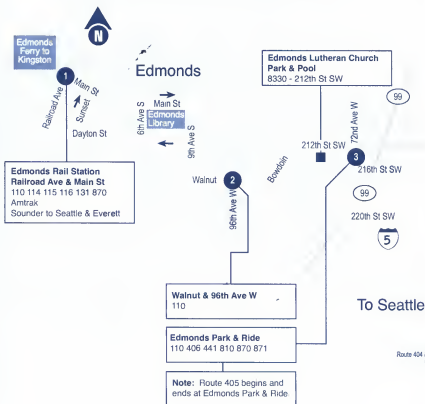 N
Edmonds
Ferry to
Kingston
1
Main St
Railroad Ave
Sunset
Dayton St
Edmonds
6th Ave S
Main St
Edmonds
Library
9th Ave S
Edmonds Lutheran Church
Park & Pool
8330 - 212th St SW
99
72nd Ave W
212th St SW
3
216th St SW
99
220th St SW
5
Bowdoin
Walnut
2
96th Ave W
Edmonds Rail Station
Railroad Ave & Main St
110 114 115 116 131 870
Amtrak
Sounder to Seattle & Everett
Walnut & 96th Ave W
110
To Seattle
Edmonds Park & Ride
110 406 441 810 870 871
Route 404
Note: Route 405 begins and
ends at Edmonds Park & Ride